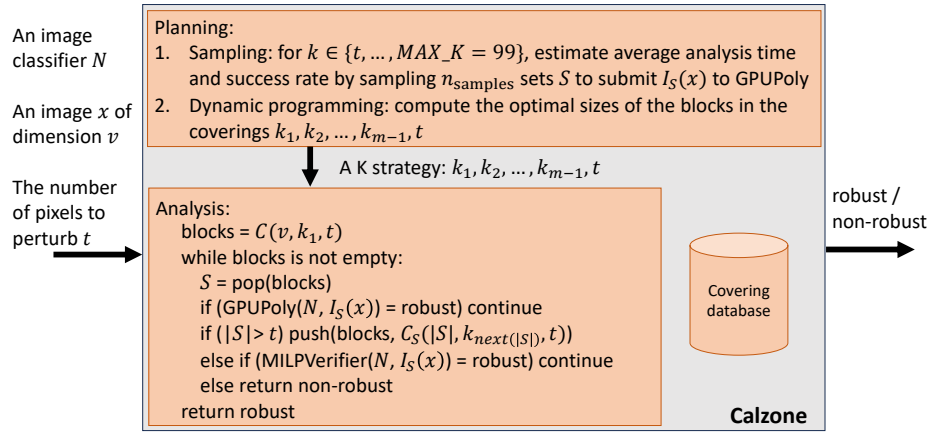 An image
classifier N
An image x of
dimension v
The number
of pixels to
perturb t
Planning:
1. Sampling: for k ∈ {t, … , MAX_K = 99}, estimate average analysis time
and success rate by sampling n_samples sets S to submit I_S(x) to GPUPoly
2. Dynamic programming: compute the optimal sizes of the blocks in the
coverings k_1, k_2, … , k_{m−1}, t
A K strategy: k_1, k_2, … , k_{m−1}, t
Analysis:
blocks = C(v, k_1, t)
while blocks is not empty:
S = pop(blocks)
if (GPUPoly(N, I_S(x)) = robust) continue
if (|S|> t) push(blocks, C_S(|S|, k_{next(|S|)}, t))
else if (MILPVerifier(N, I_S(x)) = robust) continue
else return non-robust
return robust
Covering
database
Calzone
robust /
non-robust